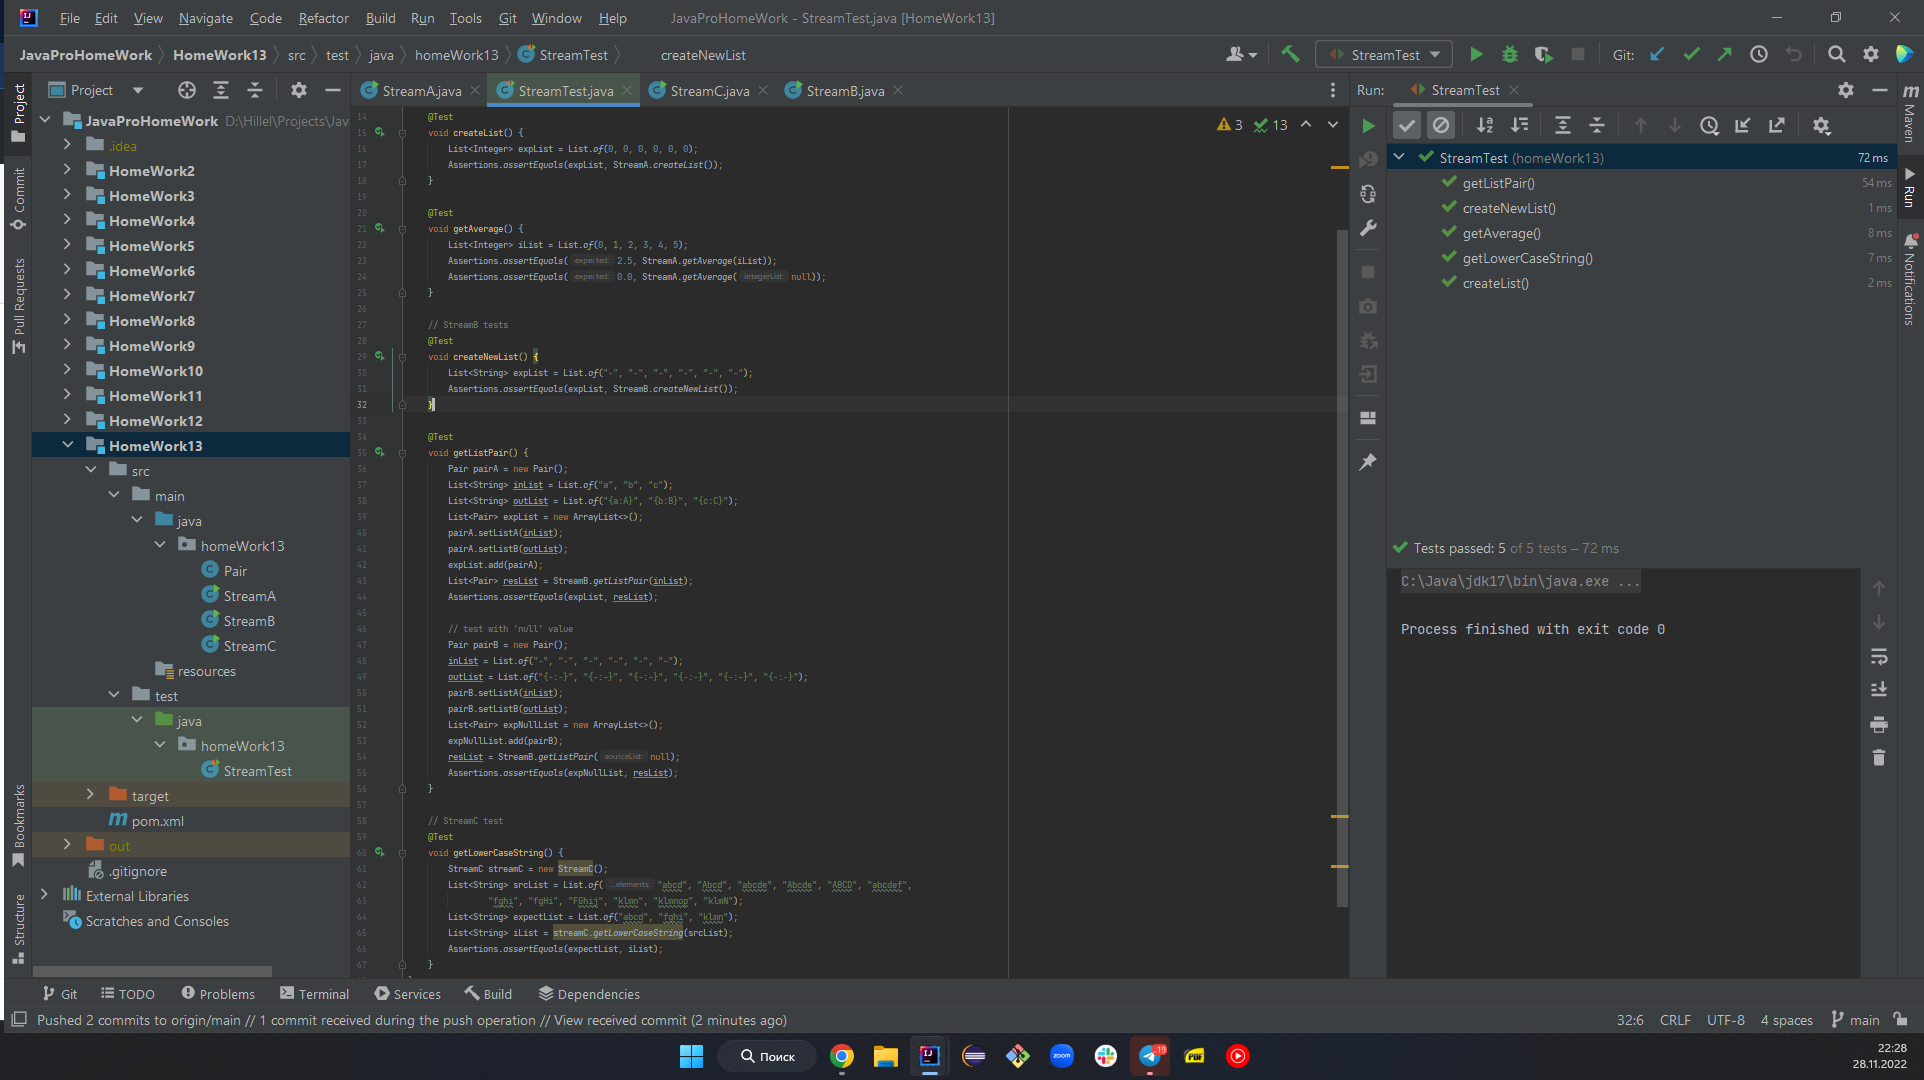 File Edit View Navigate Code Refactor Build Run Tools Git Window Help JavaProHomeWork - StreamTest.java [HomeWork13]
JavaProHomeWork HomeWork13 src test java homeWork13 StreamTest createNewList StreamTest Git:
Project StreamA.java StreamTest.java StreamC.java StreamB.java Run: StreamTest
Project
Commit
Pull Requests
Bookmarks
Structure
JavaProHomeWork D:\Hillel\Projects\Jav
.idea
HomeWork2
HomeWork3
HomeWork4
HomeWork5
HomeWork6
HomeWork7
HomeWork8
HomeWork9
HomeWork10
HomeWork11
HomeWork12
HomeWork13
src
main
java
homeWork13
Pair
StreamA
StreamB
StreamC
resources
test
java
homeWork13
StreamTest
target
pom.xml
out
.gitignore
External Libraries
Scratches and Consoles
3 13
14 @Test
15 void createList() {
16 List<Integer> expList = List.of(0, 0, 0, 0, 0, 0);
17 Assertions.assertEquals(expList, StreamA.createList());
18 }
19
20 @Test
21 void getAverage() {
22 List<Integer> iList = List.of(0, 1, 2, 3, 4, 5);
23 Assertions.assertEquals( expected: 2.5, StreamA.getAverage(iList));
24 Assertions.assertEquals( expected: 0.0, StreamA.getAverage( integerList: null));
25 }
26
27 // StreamB tests
28 @Test
29 void createNewList() {
30 List<String> expList = List.of("-", "-", "-", "-", "-", "-");
31 Assertions.assertEquals(expList, StreamB.createNewList());
32 }
33
34 @Test
35 void getListPair() {
36 Pair pairA = new Pair();
37 List<String> inList = List.of("a", "b", "c");
38 List<String> outList = List.of("{a:A}", "{b:B}", "{c:C}");
39 List<Pair> expList = new ArrayList<>();
40 pairA.setListA(inList);
41 pairA.setListB(outList);
42 expList.add(pairA);
43 List<Pair> resList = StreamB.getListPair(inList);
44 Assertions.assertEquals(expList, resList);
45
46 // test with 'null' value
47 Pair pairB = new Pair();
48 inList = List.of("-", "-", "-", "-", "-", "-");
49 outList = List.of("{-:-}", "{-:-}", "{-:-}", "{-:-}", "{-:-}", "{-:-}");
50 pairB.setListA(inList);
51 pairB.setListB(outList);
52 List<Pair> expNullList = new ArrayList<>();
53 expNullList.add(pairB);
54 resList = StreamB.getListPair( sourceList: null);
55 Assertions.assertEquals(expNullList, resList);
56 }
57
58 // StreamC test
59 @Test
60 void getLowerCaseString() {
61 StreamC streamC = new StreamC();
62 List<String> srcList = List.of( ...elements: "abcd", "Abcd", "abcde", "Abcde", "ABCD", "abcdef",
63 "fghi", "fgHi", "FGhij", "klmn", "klmnop", "klmN");
64 List<String> expectList = List.of("abcd", "fghi", "klmn");
65 List<String> iList = streamC.getLowerCaseString(srcList);
66 Assertions.assertEquals(expectList, iList);
67 }
StreamTest (homeWork13) 72 ms
getListPair() 54 ms
createNewList() 1 ms
getAverage() 8 ms
getLowerCaseString() 7 ms
createList() 2 ms
Tests passed: 5 of 5 tests – 72 ms
C:\Java\jdk17\bin\java.exe ...
Process finished with exit code 0
Maven
Run
Notifications
Git TODO Problems Terminal Services Build Dependencies
Pushed 2 commits to origin/main // 1 commit received during the push operation // View received commit (2 minutes ago) 32:6 CRLF UTF-8 4 spaces main
Поиск IJ zoom 19 PDF
22:28
28.11.2022